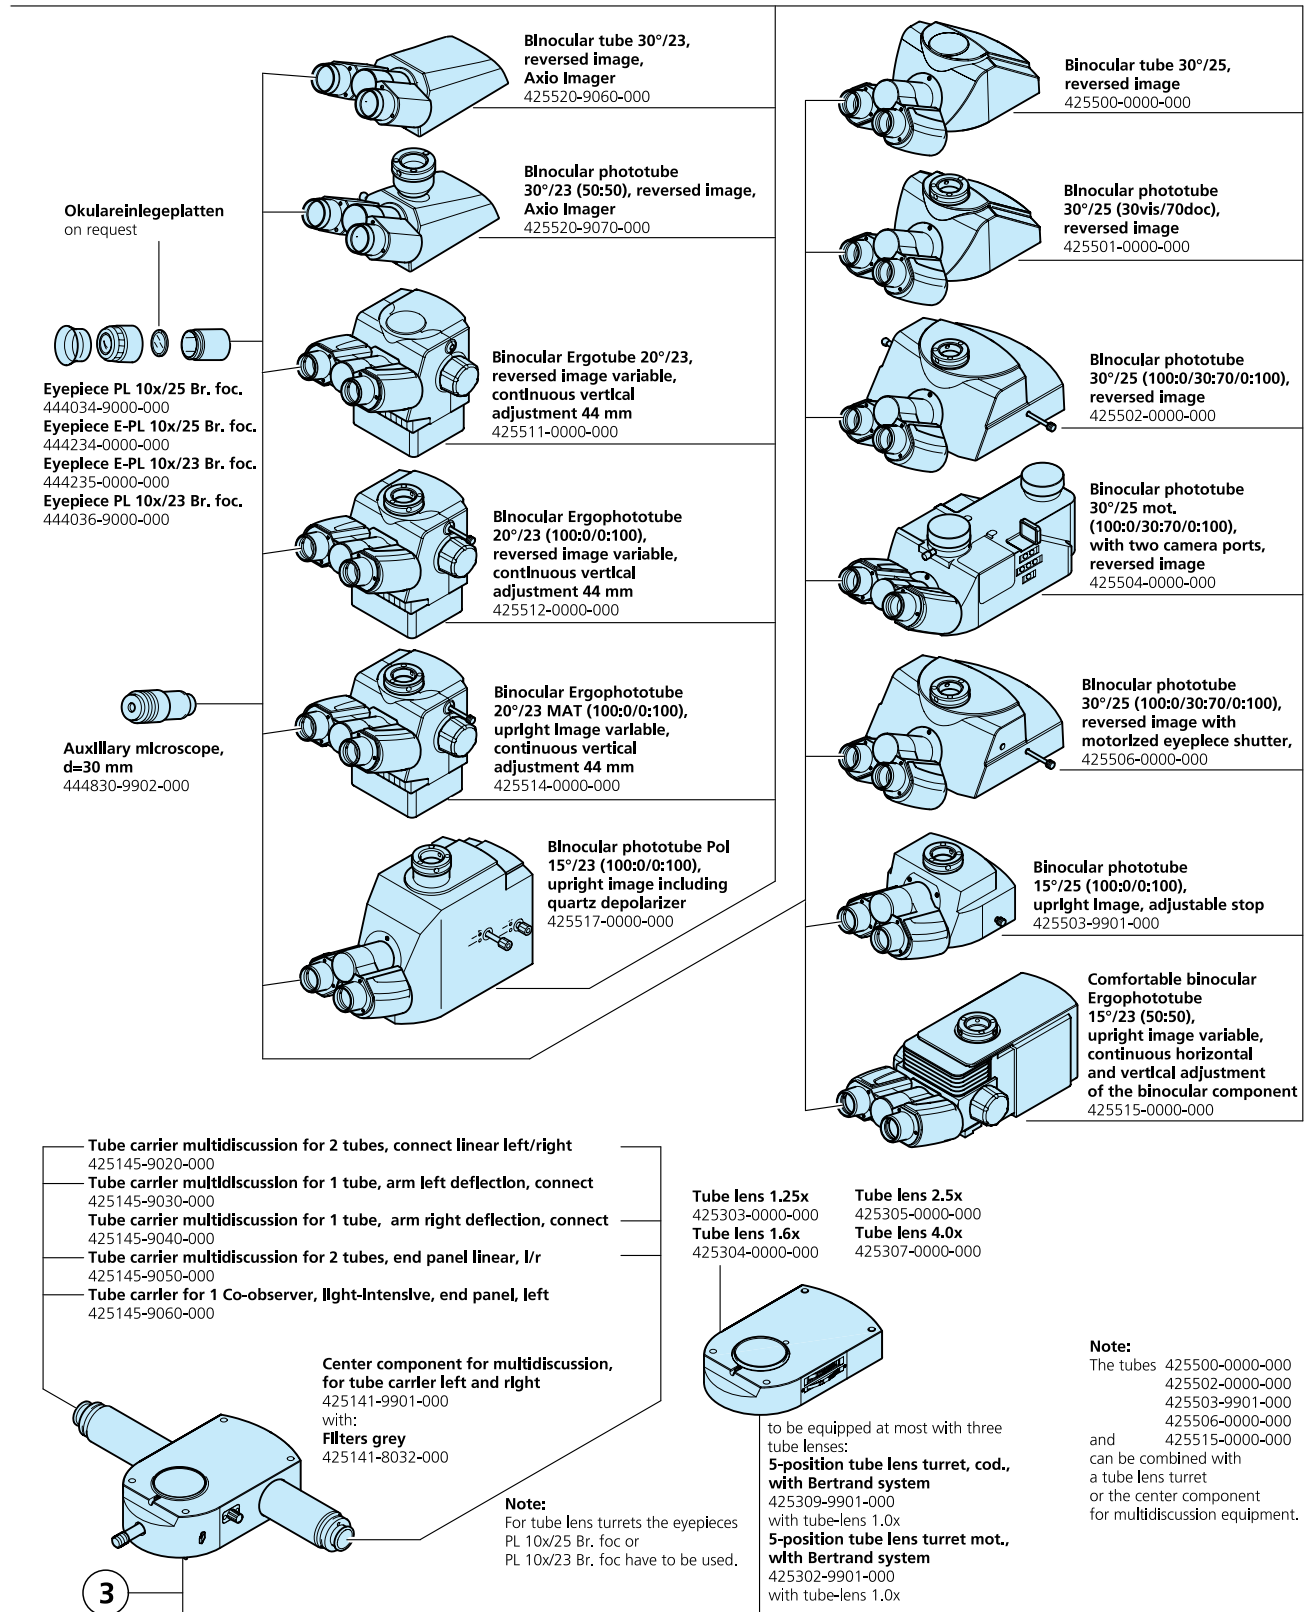 Binocular tube 30°/23,
reversed image,
Axio Imager
425520-9060-000
Binocular phototube
30°/23 (50:50), reversed image,
Axio Imager
425520-9070-000
Okulareinlegeplatten
on request
Eyepiece PL 10x/25 Br. foc.
444034-9000-000
Eyepiece E-PL 10x/25 Br. foc.
444234-0000-000
Eyepiece E-PL 10x/23 Br. foc.
444235-0000-000
Eyepiece PL 10x/23 Br. foc.
444036-9000-000
Binocular Ergotube 20°/23,
reversed image variable,
continuous vertical
adjustment 44 mm
425511-0000-000
Binocular Ergophototube
20°/23 (100:0/0:100),
reversed image variable,
continuous vertical
adjustment 44 mm
425512-0000-000
Auxiliary microscope,
d=30 mm
444830-9902-000
Binocular Ergophototube
20°/23 MAT (100:0/0:100),
upright image variable,
continuous vertical
adjustment 44 mm
425514-0000-000
Binocular phototube Pol
15°/23 (100:0/0:100),
upright image including
quartz depolarizer
425517-0000-000
Binocular tube 30°/25,
reversed image
425500-0000-000
Binocular phototube
30°/25 (30vis/70doc),
reversed image
425501-0000-000
Binocular phototube
30°/25 (100:0/30:70/0:100),
reversed image
425502-0000-000
Binocular phototube
30°/25 mot.
(100:0/30:70/0:100),
with two camera ports,
reversed image
425504-0000-000
Binocular phototube
30°/25 (100:0/30:70/0:100),
reversed image with
motorized eyepiece shutter,
425506-0000-000
Binocular phototube
15°/25 (100:0/0:100),
upright image, adjustable stop
425503-9901-000
Comfortable binocular
Ergophototube
15°/23 (50:50),
upright image variable,
continuous horizontal
and vertical adjustment
of the binocular component
425515-0000-000
Tube carrier multidiscussion for 2 tubes, connect linear left/right
425145-9020-000
Tube carrier multidiscussion for 1 tube, arm left deflection, connect
425145-9030-000
Tube carrier multidiscussion for 1 tube, arm right deflection, connect
425145-9040-000
Tube carrier multidiscussion for 2 tubes, end panel linear, l/r
425145-9050-000
Tube carrier for 1 Co-observer, light-intensive, end panel, left
425145-9060-000
Center component for multidiscussion,
for tube carrier left and right
425141-9901-000
with:
Filters grey
425141-8032-000
Note:
For tube lens turrets the eyepieces
PL 10x/25 Br. foc or
PL 10x/23 Br. foc have to be used.
3
Tube lens 1.25x
425303-0000-000
Tube lens 1.6x
425304-0000-000
Tube lens 2.5x
425305-0000-000
Tube lens 4.0x
425307-0000-000
to be equipped at most with three
tube lenses:
5-position tube lens turret, cod.,
with Bertrand system
425309-9901-000
with tube-lens 1.0x
5-position tube lens turret mot.,
with Bertrand system
425302-9901-000
with tube-lens 1.0x
Note:
The tubes 425500-0000-000
425502-0000-000
425503-9901-000
425506-0000-000
and 425515-0000-000
can be combined with
a tube lens turret
or the center component
for multidiscussion equipment.